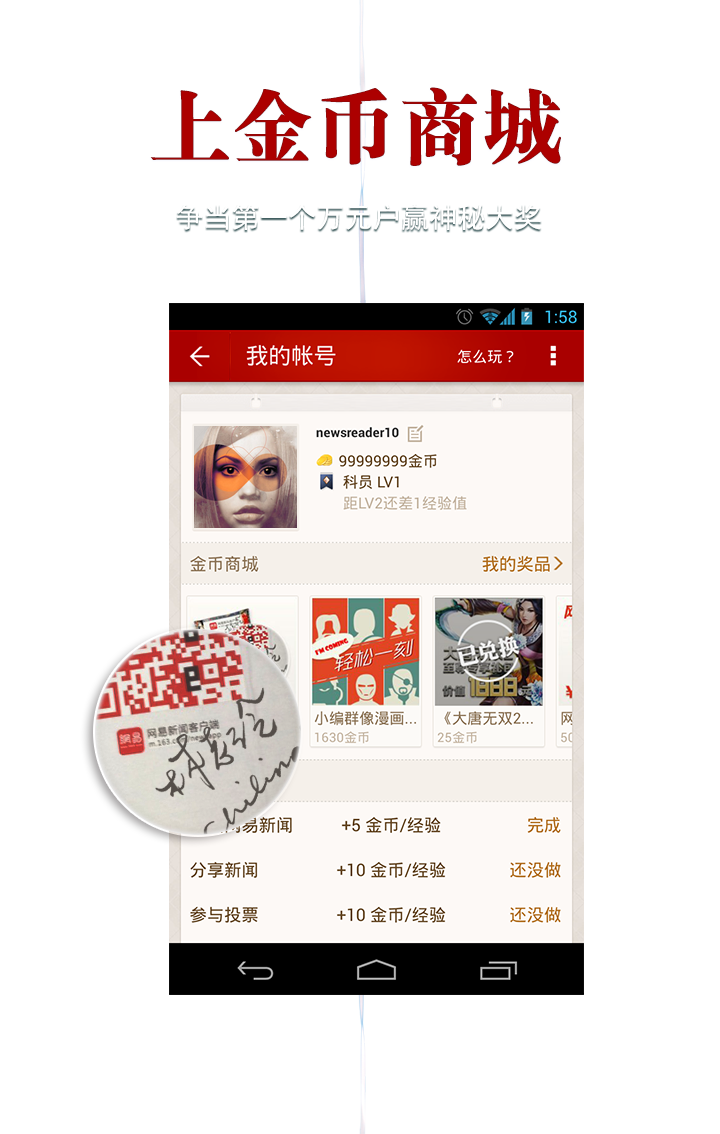 上金币商城
争当第一个万元户赢神秘大奖
1:58
我的帐号
怎么玩？
newsreader10
99999999金币
科员 LV1
距LV2还差1经验值
金币商城
我的奖品
I'M COMING
轻松一刻
已兑换
价值 1888
小编群像漫画...
1630金币
《大唐无双2...
25金币
网易
网易新闻客户端
m.163.com/newsapp
易新闻
+5 金币/经验
完成
分享新闻
+10 金币/经验
还没做
参与投票
+10 金币/经验
还没做